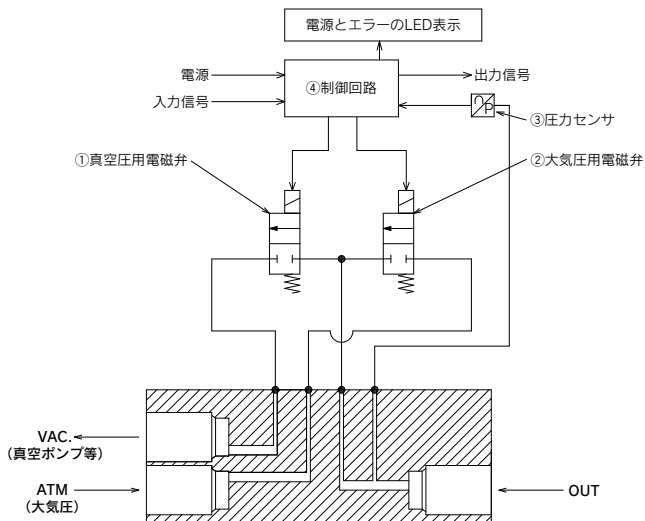 電源とエラーのLED表示
電源
④制御回路
出力信号
入力信号
P
③圧力センサ
①真空圧用電磁弁
②大気圧用電磁弁
VAC.
(真空ポンプ等)
ATM
(大気圧)
OUT